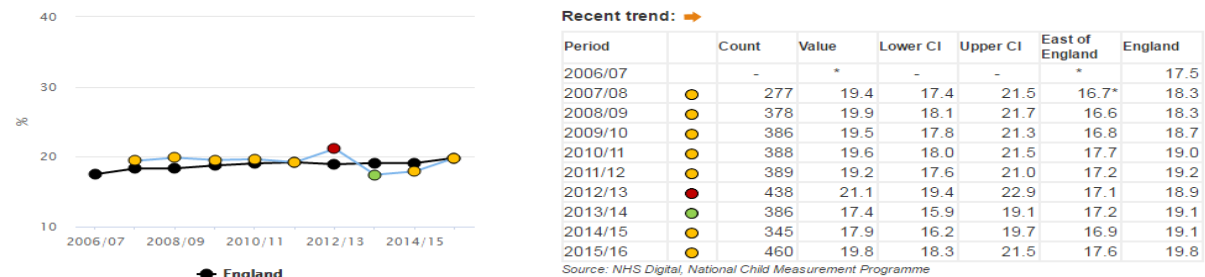 40
30
%
20
10
2006/07 2008/09 2010/11 2012/13 2014/15
England
Recent trend:
Period Count Value Lower CI Upper CI East of England England
2006/07 - * - - * 17.5
2007/08 277 19.4 17.4 21.5 16.7* 18.3
2008/09 378 19.9 18.1 21.7 16.6 18.3
2009/10 386 19.5 17.8 21.3 16.8 18.7
2010/11 388 19.6 18.0 21.5 17.7 19.0
2011/12 389 19.2 17.6 21.0 17.2 19.2
2012/13 438 21.1 19.4 22.9 17.1 18.9
2013/14 386 17.4 15.9 19.1 17.2 19.1
2014/15 345 17.9 16.2 19.7 16.9 19.1
2015/16 460 19.8 18.3 21.5 17.6 19.8
Source: NHS Digital, National Child Measurement Programme